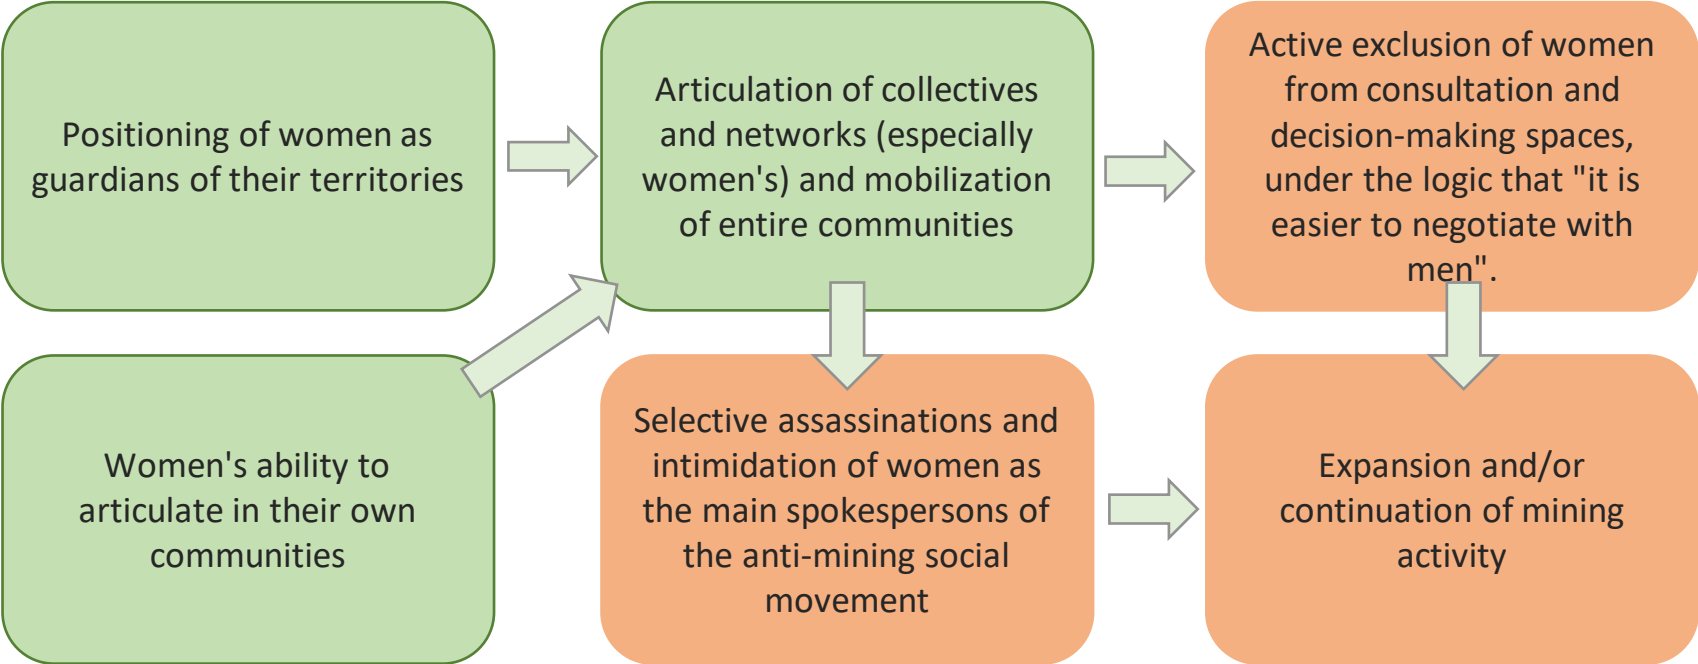 Positioning of women as
guardians of their territories
Articulation of collectives
and networks (especially
women's) and mobilization
of entire communities
Active exclusion of women
from consultation and
decision-making spaces,
under the logic that "it is
easier to negotiate with
men".
Women's ability to
articulate in their own
communities
Selective assassinations and
intimidation of women as
the main spokespersons of
the anti-mining social
movement
Expansion and/or
continuation of mining
activity